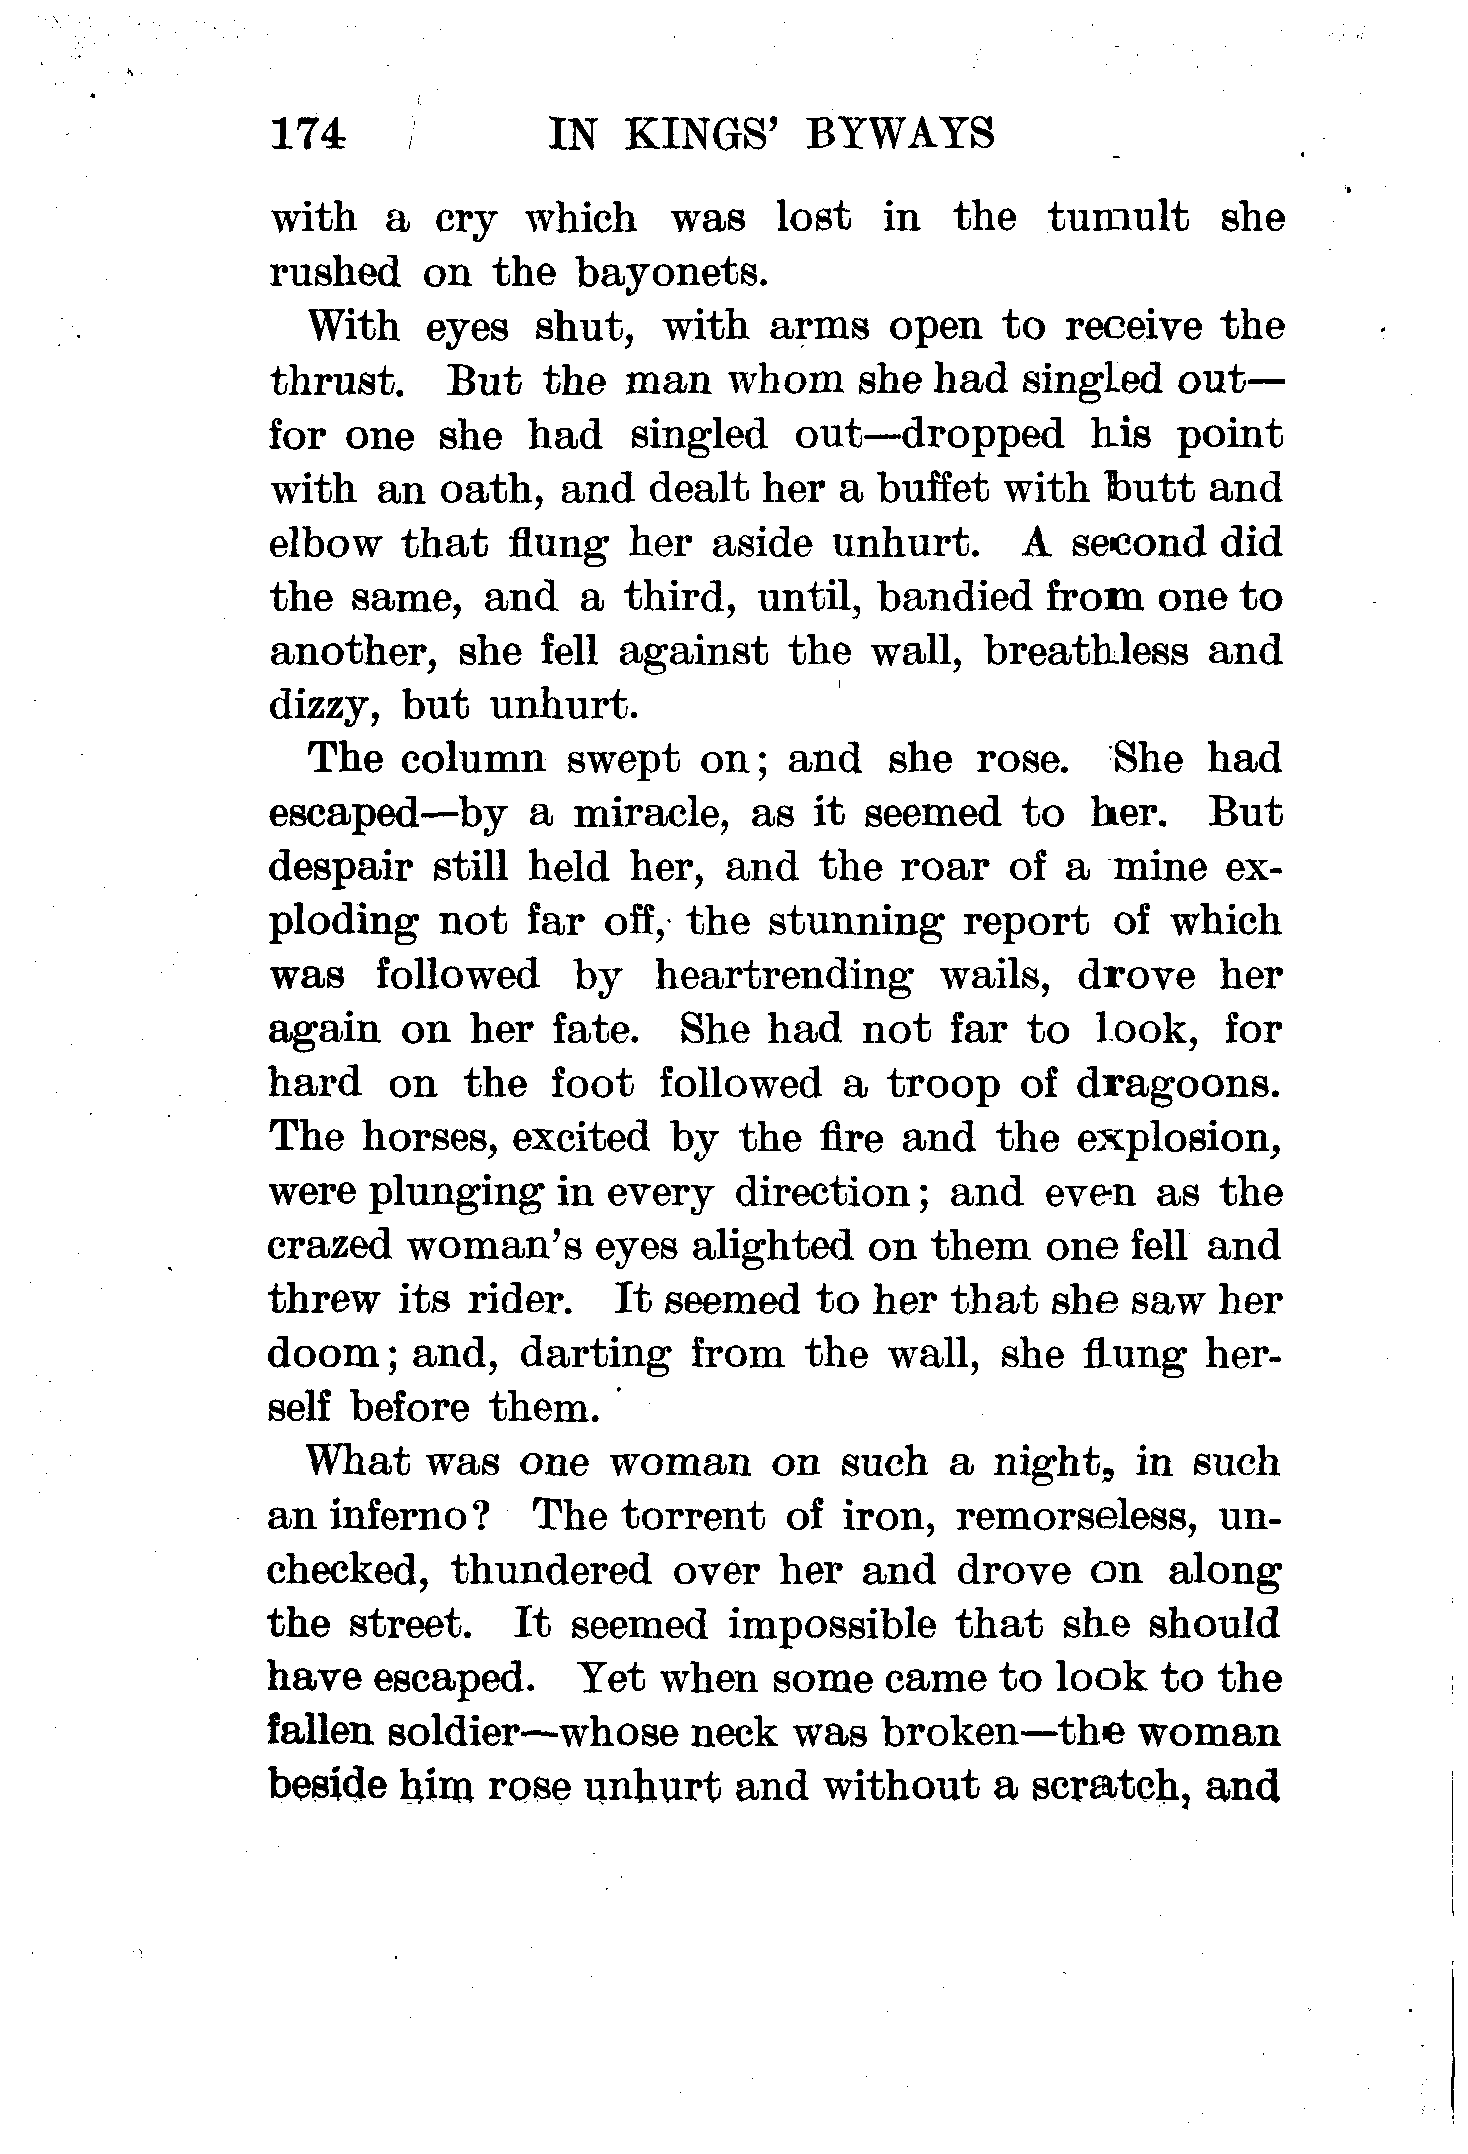 174 IN KINGS' BYWAYS
with a cry which was lost in the tumult she
rushed on the bayonets.
With eyes shut, with arms open to receive the
thrust. But the man whom she had singled out—
for one she had singled out—dropped his point
with an oath, and dealt her a buffet with butt and
elbow that flung her aside unhurt. A second did
the same, and a third, until, bandied from one to
another, she fell against the wall, breathless and
dizzy, but unhurt.
The column swept on; and she rose. She had
escaped—by a miracle, as it seemed to her. But
despair still held her, and the roar of a mine ex-
ploding not far off, the stunning report of which
was followed by heartrending wails, drove her
again on her fate. She had not far to look, for
hard on the foot followed a troop of dragoons.
The horses, excited by the fire and the explosion,
were plunging in every direction; and even as the
crazed woman's eyes alighted on them one fell and
threw its rider. It seemed to her that she saw her
doom; and, darting from the wall, she flung her-
self before them.
What was one woman on such a night, in such
an inferno? The torrent of iron, remorseless, un-
checked, thundered over her and drove on along
the street. It seemed impossible that she should
have escaped. Yet when some came to look to the
fallen soldier—whose neck was broken—the woman
beside him rose unhurt and without a scratch, and